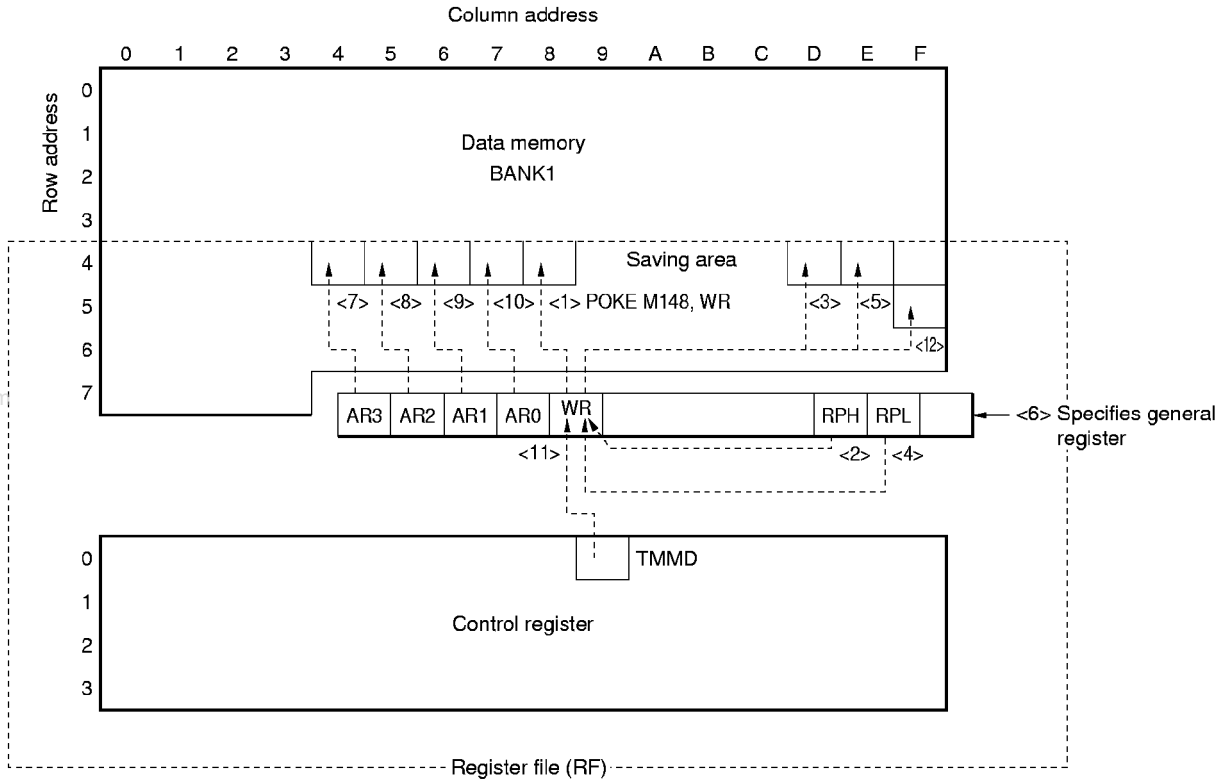 Column address
0 1 2 3 4 5 6 7 8 9 A B C D E F
Row address
0
1
2
3
4
5
6
7
Data memory
BANK1
Saving area
<7> <8> <9> <10> <1> POKE M148, WR <3> <5>
<12>
AR3 AR2 AR1 AR0 WR RPH RPL
<6> Specifies general
register
<11> <2> <4>
0
1
2
3
TMMD
Control register
Register file (RF)